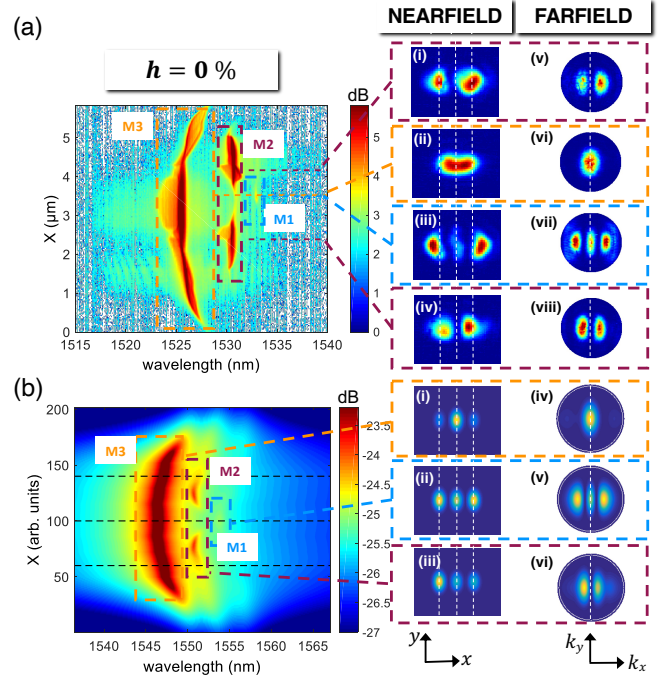 (a)
h = 0 %
NEARFIELD
FARFIELD
dB
M3
M2
M1
X (µm)
5
4
3
2
1
0
5
4
3
2
1
0
1515
1520
1525
1530
1535
1540
wavelength (nm)
(i)
(v)
(ii)
(vi)
(iii)
(vii)
(iv)
(viii)
(b)
dB
M3
M2
M1
X (arb. units)
200
150
100
50
-23.5
-24
-24.5
-25
-25.5
-26
-26.5
-27
1540
1545
1550
1555
1560
1565
wavelength (nm)
(i)
(iv)
(ii)
(v)
(iii)
(vi)
y
x
k_y
k_x